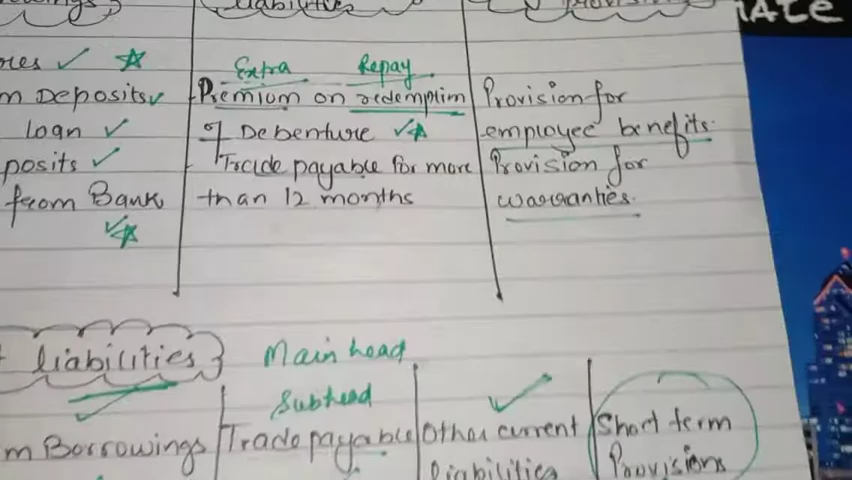 liabilities
Extra Repay
Deposits
Premium on redemption
Provision for
loan
of Debenture
employee benefits.
posits
Trade payable for more
Provision for
from Bank
than 12 months
warranties.
liabilities
Main head
Subhead
m Borrowings
Trade payable
Other current
Short term
liabilities
Provisions